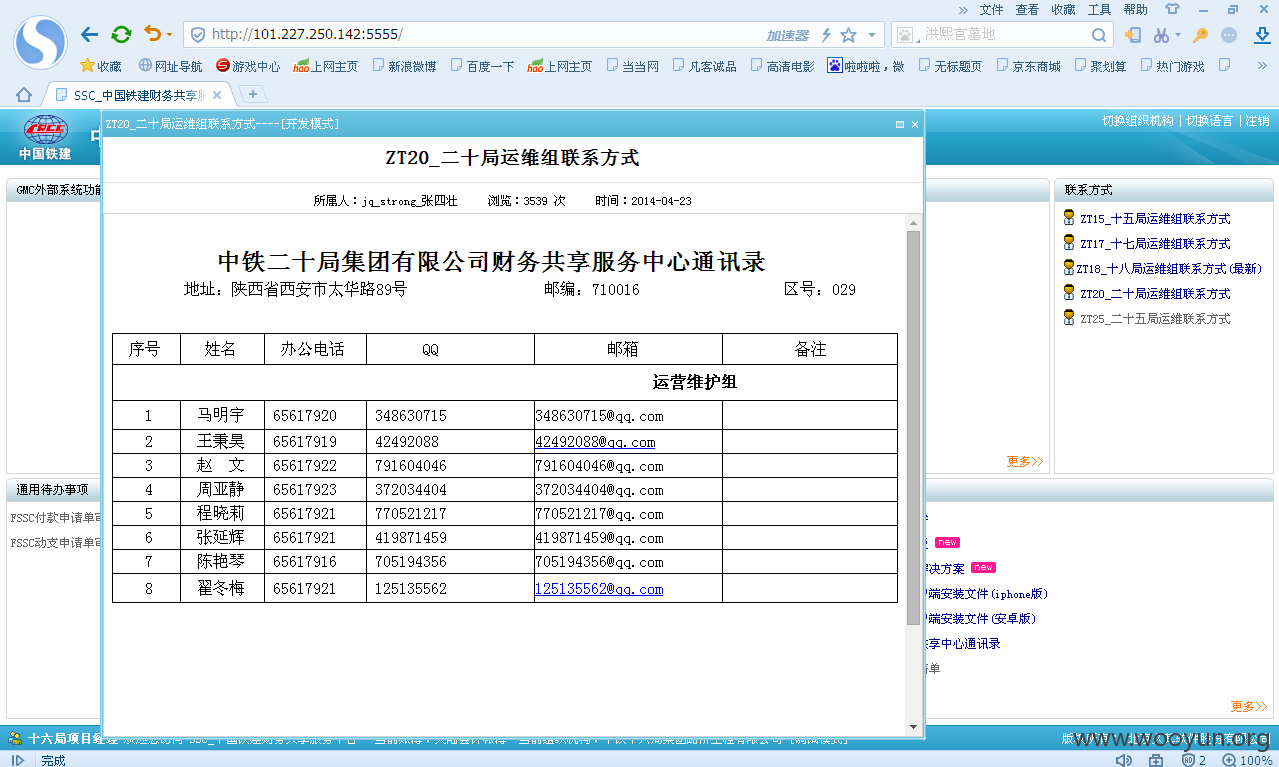 文件 查看 收藏 工具 帮助
http://101.227.250.142:5555/
加速器
洪熙官墓地
收藏 网址导航 游戏中心 上网主页 新浪微博 百度一下 上网主页 当当网 凡客诚品 高清电影 啦啦啦，微 无标题页 京东商城 聚划算 热门游戏
SSC_中国铁建财务共享服
切换组织机构 | 切换语言 | 注销
中国铁建
ZT20_二十局运维组联系方式----[开发模式]
ZT20_二十局运维组联系方式
所属人：jq_strong_张四壮 浏览：3539 次 时间：2014-04-23
中铁二十局集团有限公司财务共享服务中心通讯录
地址：陕西省西安市太华路89号 邮编：710016 区号：029
序号 姓名 办公电话 QQ 邮箱 备注
运营维护组
1 马明宇 65617920 348630715 348630715@qq.com
2 王秉昊 65617919 42492088 42492088@qq.com
3 赵 文 65617922 791604046 791604046@qq.com
4 周亚静 65617923 372034404 372034404@qq.com
5 程晓莉 65617921 770521217 770521217@qq.com
6 张延辉 65617921 419871459 419871459@qq.com
7 陈艳琴 65617916 705194356 705194356@qq.com
8 翟冬梅 65617921 125135562 125135562@qq.com
GMC外部系统功能
通用待办事项
FSSC付款申请单审
FSSC动支申请单审
更多>>
联系方式
ZT15_十五局运维组联系方式
ZT17_十七局运维组联系方式
ZT18_十八局运维组联系方式(最新)
ZT20_二十局运维组联系方式
ZT25_二十五局运维联系方式
new
解决方案 new
户端安装文件(iphone版)
户端安装文件(安卓版)
共享中心通讯录
清单
更多>>
十六局项目经理
www.wooyun.org
完成
2
100%